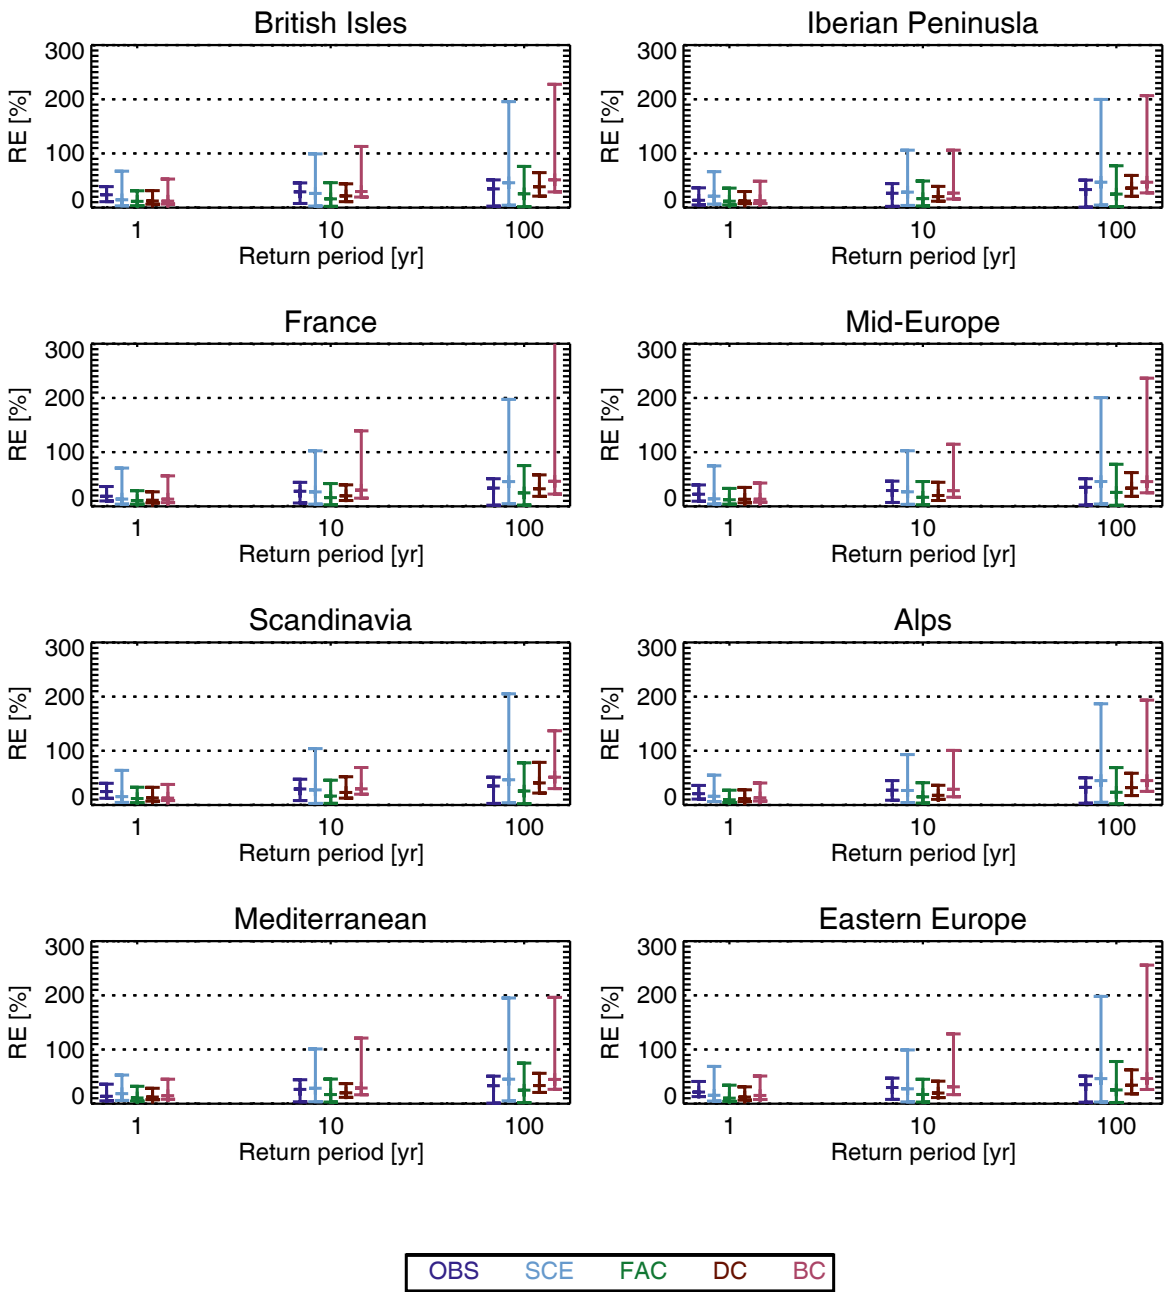 British Isles
300
200
100
0
RE [%]
1
10
100
Return period [yr]
Iberian Peninusla
300
200
100
0
RE [%]
1
10
100
Return period [yr]
France
300
200
100
0
RE [%]
1
10
100
Return period [yr]
Mid-Europe
300
200
100
0
RE [%]
1
10
100
Return period [yr]
Scandinavia
300
200
100
0
RE [%]
1
10
100
Return period [yr]
Alps
300
200
100
0
RE [%]
1
10
100
Return period [yr]
Mediterranean
300
200
100
0
RE [%]
1
10
100
Return period [yr]
Eastern Europe
300
200
100
0
RE [%]
1
10
100
Return period [yr]
OBS SCE FAC DC BC